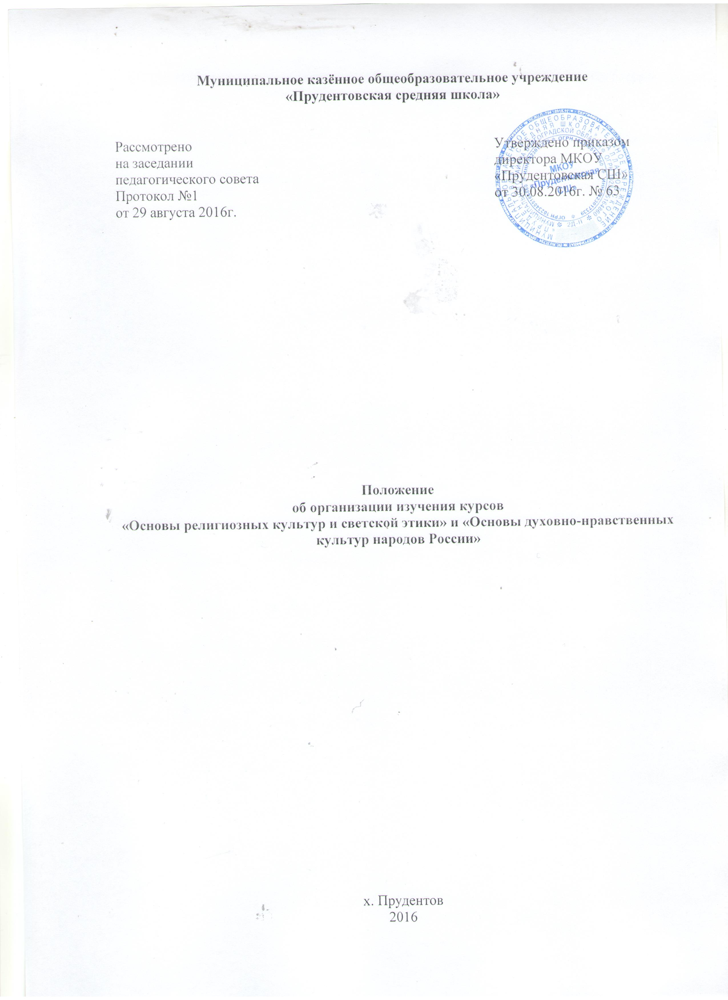 Муниципальное казённое общеобразовательное учреждение
«Прудентовская средняя школа»
Рассмотрено
на заседании
педагогического совета
Протокол №1
от 29 августа 2016г.
Утверждено приказом
директора МКОУ
«Прудентовская СШ»
от 30.08.2016г. № 63
МКОУ
«Прудентовская
СШ»
Положение
об организации изучения курсов
«Основы религиозных культур и светской этики» и «Основы духовно-нравственных
культур народов России»
х. Прудентов
2016